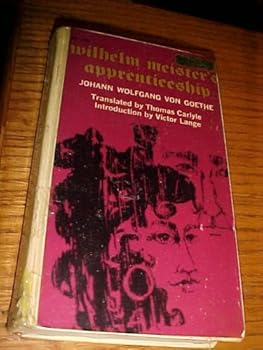 wilhelm meister's
apprenticeship
JOHANN WOLFGANG VON GOETHE
Translated by Thomas Carlyle
Introduction by Victor Lange